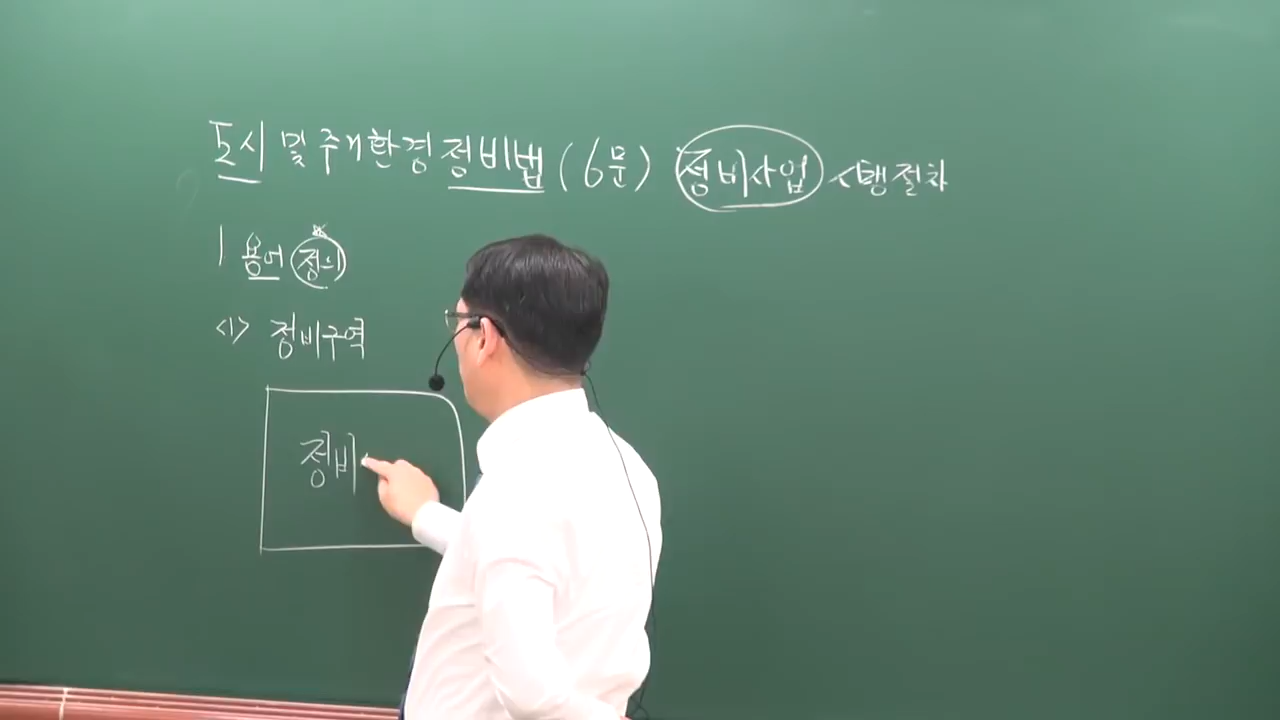 도시 및 주거환경정비법 (6문) 정비사업 시행절차
1 용어 정의
<1> 정비구역
정비